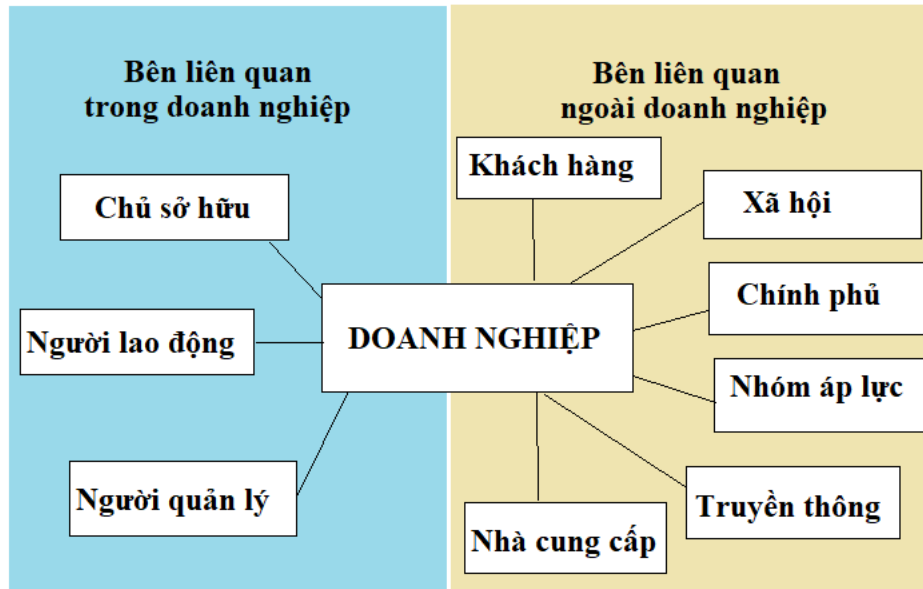 Bên liên quan
trong doanh nghiệp
Chủ sở hữu
Người lao động
Người quản lý
DOANH NGHIỆP
Bên liên quan
ngoài doanh nghiệp
Khách hàng
Xã hội
Chính phủ
Nhóm áp lực
Truyền thông
Nhà cung cấp